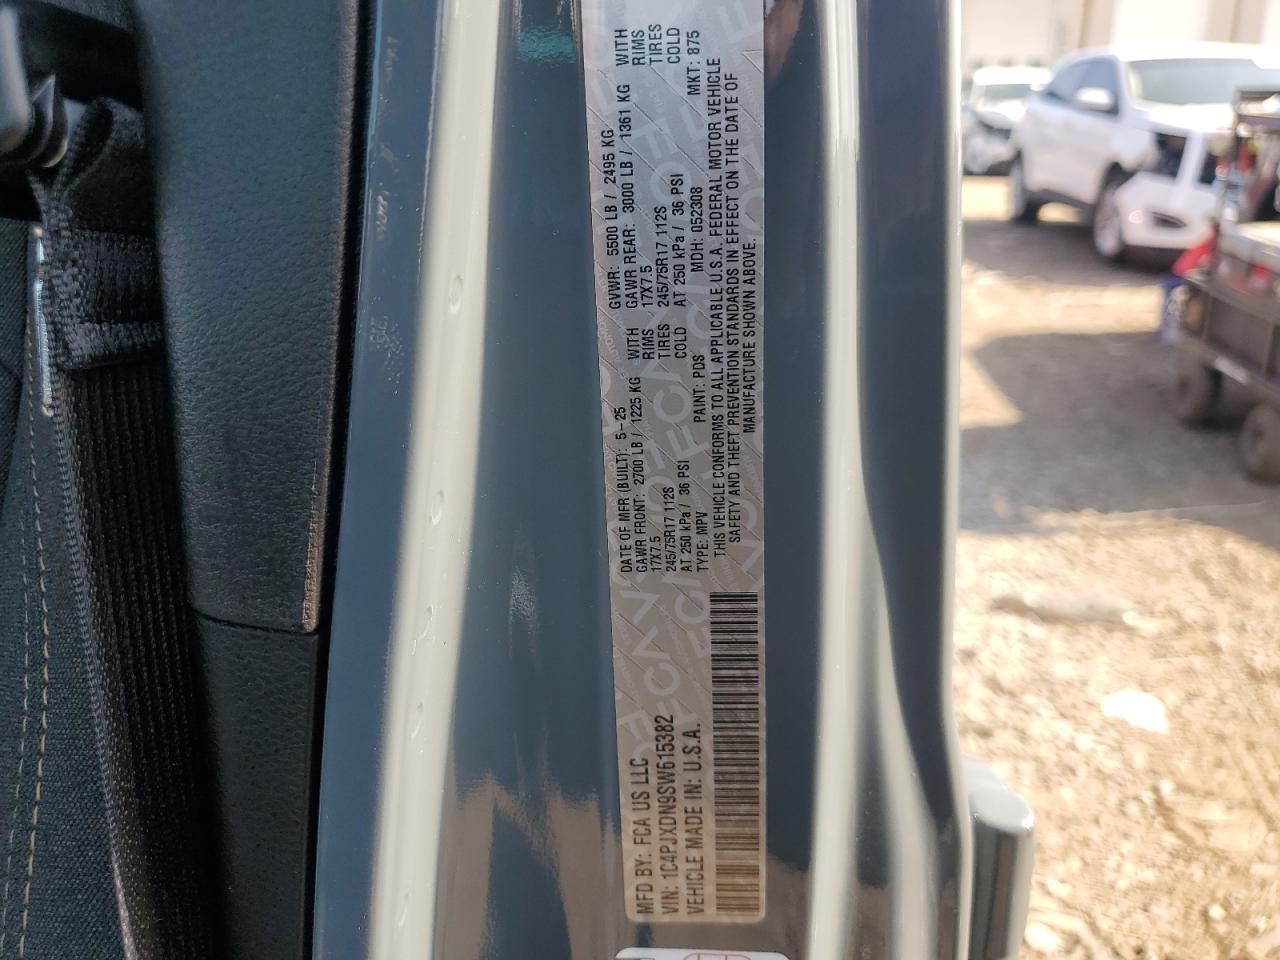 MFD BY: FCA US LLC
VIN: 1C4PJXDN9SW615382
VEHICLE MADE IN: U.S.A.
DATE OF MFR (BUILT): 5-25
GAWR FRONT: 2700 LB / 1225 KG WITH
17X7.5 RIMS
245/75R17 112S TIRES
AT 250 kPa / 36 PSI COLD
TYPE: MPV PAINT: PDS
GVWR: 5500 LB / 2495 KG
GAWR REAR: 3000 LB / 1361 KG WITH
17X7.5 RIMS
245/75R17 112S TIRES
AT 250 kPa / 36 PSI COLD
MDH: 052308 MKT: 875
THIS VEHICLE CONFORMS TO ALL APPLICABLE U.S.A. FEDERAL MOTOR VEHICLE
SAFETY AND THEFT PREVENTION STANDARDS IN EFFECT ON THE DATE OF
MANUFACTURE SHOWN ABOVE.